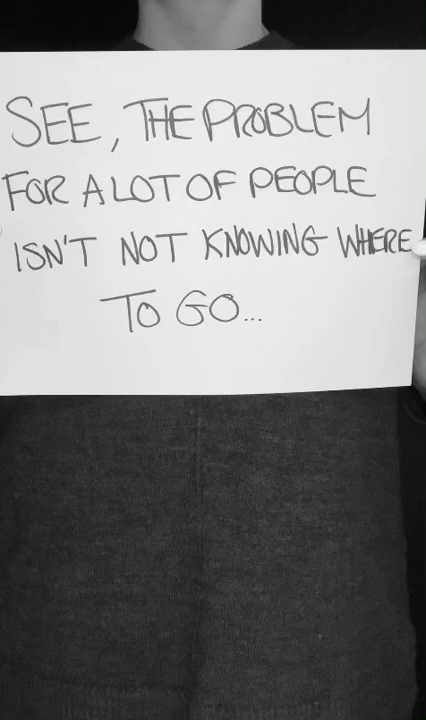 SEE, THE PROBLEM
FOR A LOT OF PEOPLE
ISN'T NOT KNOWING WHERE
TO GO...